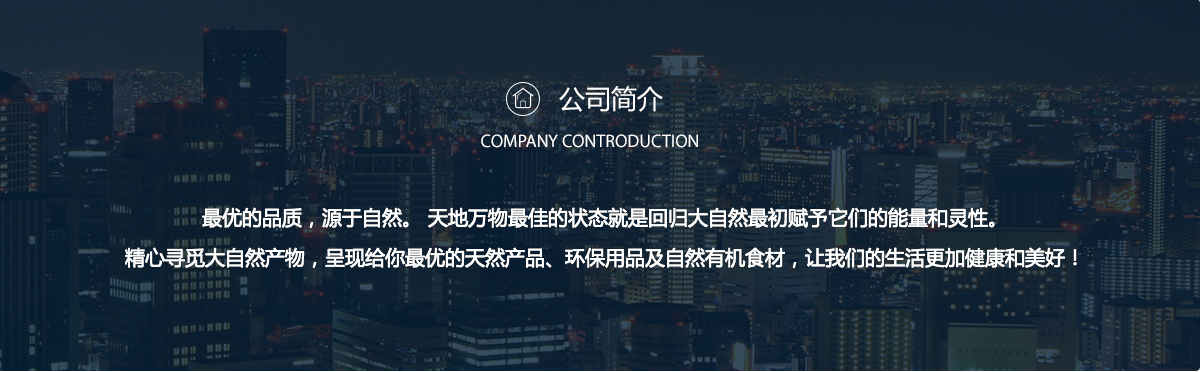 公司简介
COMPANY CONTRODUCTION
最优的品质，源于自然。 天地万物最佳的状态就是回归大自然最初赋予它们的能量和灵性。
精心寻觅大自然产物，呈现给你最优的天然产品、环保用品及自然有机食材，让我们的生活更加健康和美好！